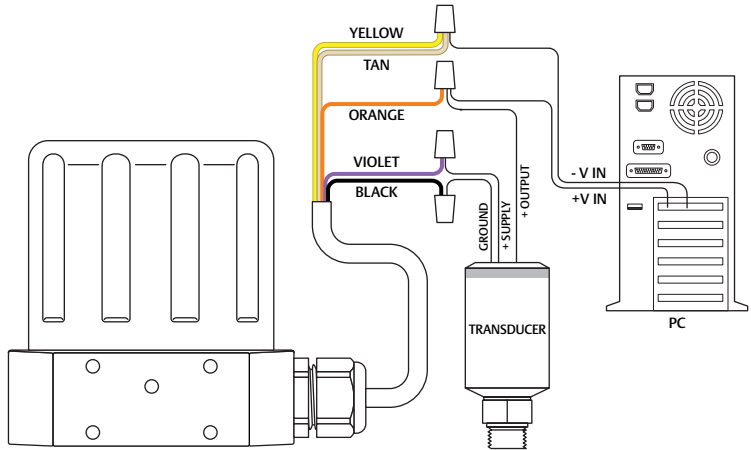 YELLOW
TAN
ORANGE
VIOLET
BLACK
GROUND
+ SUPPLY
+ OUTPUT
- V IN
+V IN
TRANSDUCER
PC